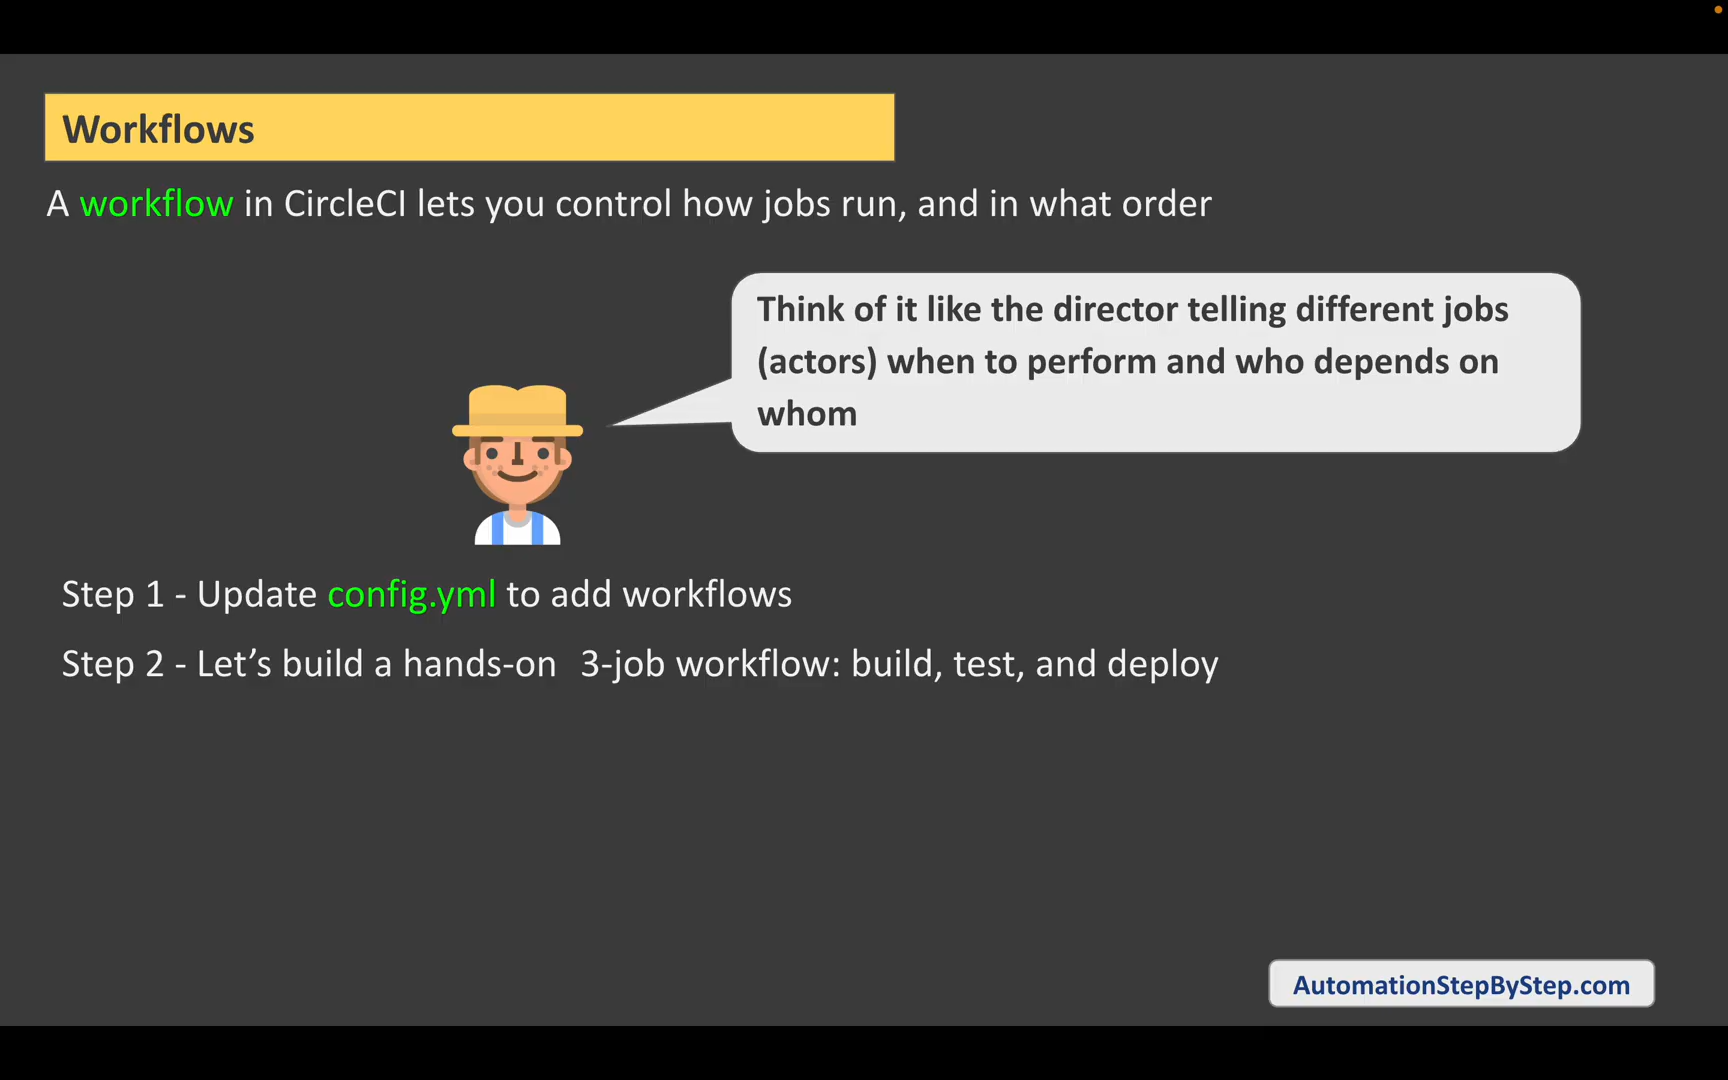 Workflows
A workflow in CircleCI lets you control how jobs run, and in what order
Think of it like the director telling different jobs
(actors) when to perform and who depends on
whom
Step 1 - Update config.yml to add workflows
Step 2 - Let’s build a hands-on 3-job workflow: build, test, and deploy
AutomationStepByStep.com